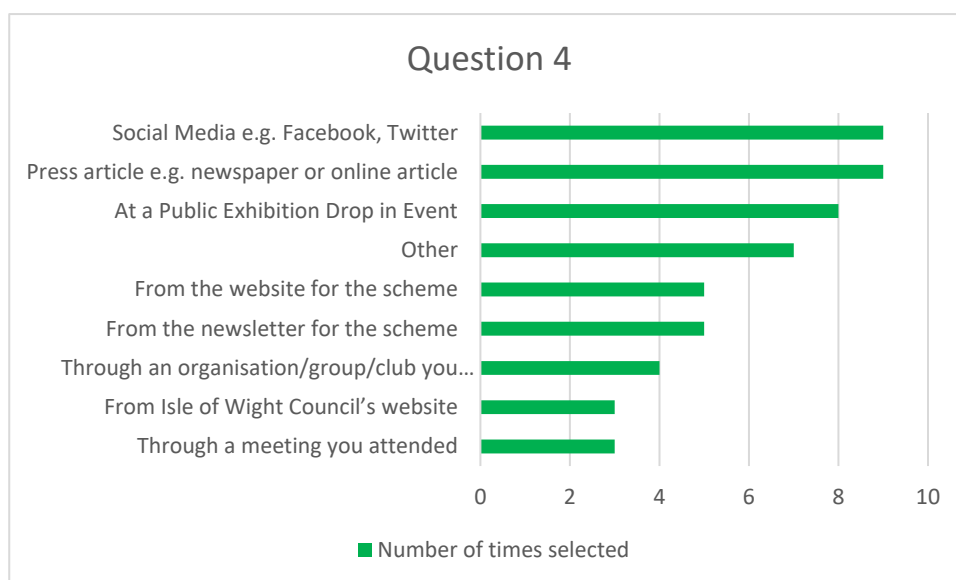 Question 4
Social Media e.g. Facebook, Twitter
Press article e.g. newspaper or online article
At a Public Exhibition Drop in Event
Other
From the website for the scheme
From the newsletter for the scheme
Through an organisation/group/club you…
From Isle of Wight Council’s website
Through a meeting you attended
0 2 4 6 8 10
Number of times selected